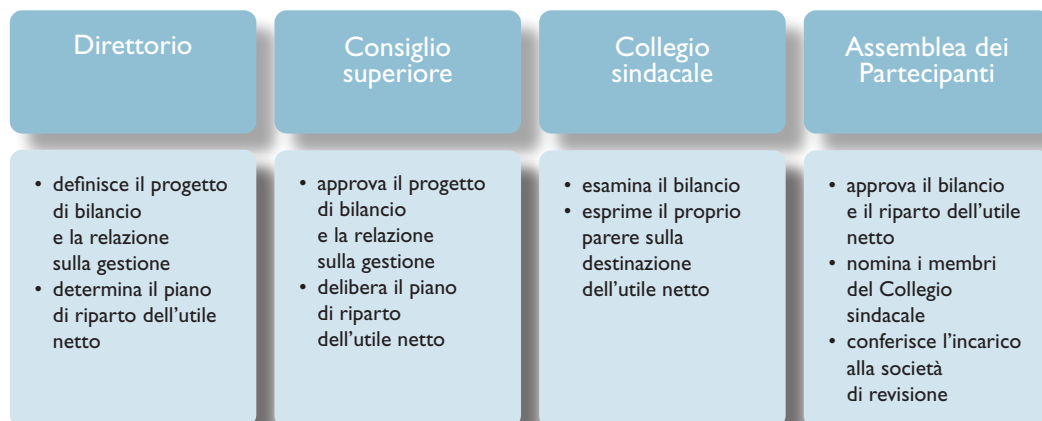 Direttorio
Consiglio
superiore
Collegio
sindacale
Assemblea dei
Partecipanti
• definisce il progetto
di bilancio
e la relazione
sulla gestione
• determina il piano
di riparto dell'utile
netto
• approva il progetto
di bilancio
e la relazione
sulla gestione
• delibera il piano
di riparto
dell'utile netto
• esamina il bilancio
• esprime il proprio
parere sulla
destinazione
dell'utile netto
• approva il bilancio
e il riparto dell'utile
netto
• nomina i membri
del Collegio
sindacale
• conferisce l'incarico
alla società
di revisione